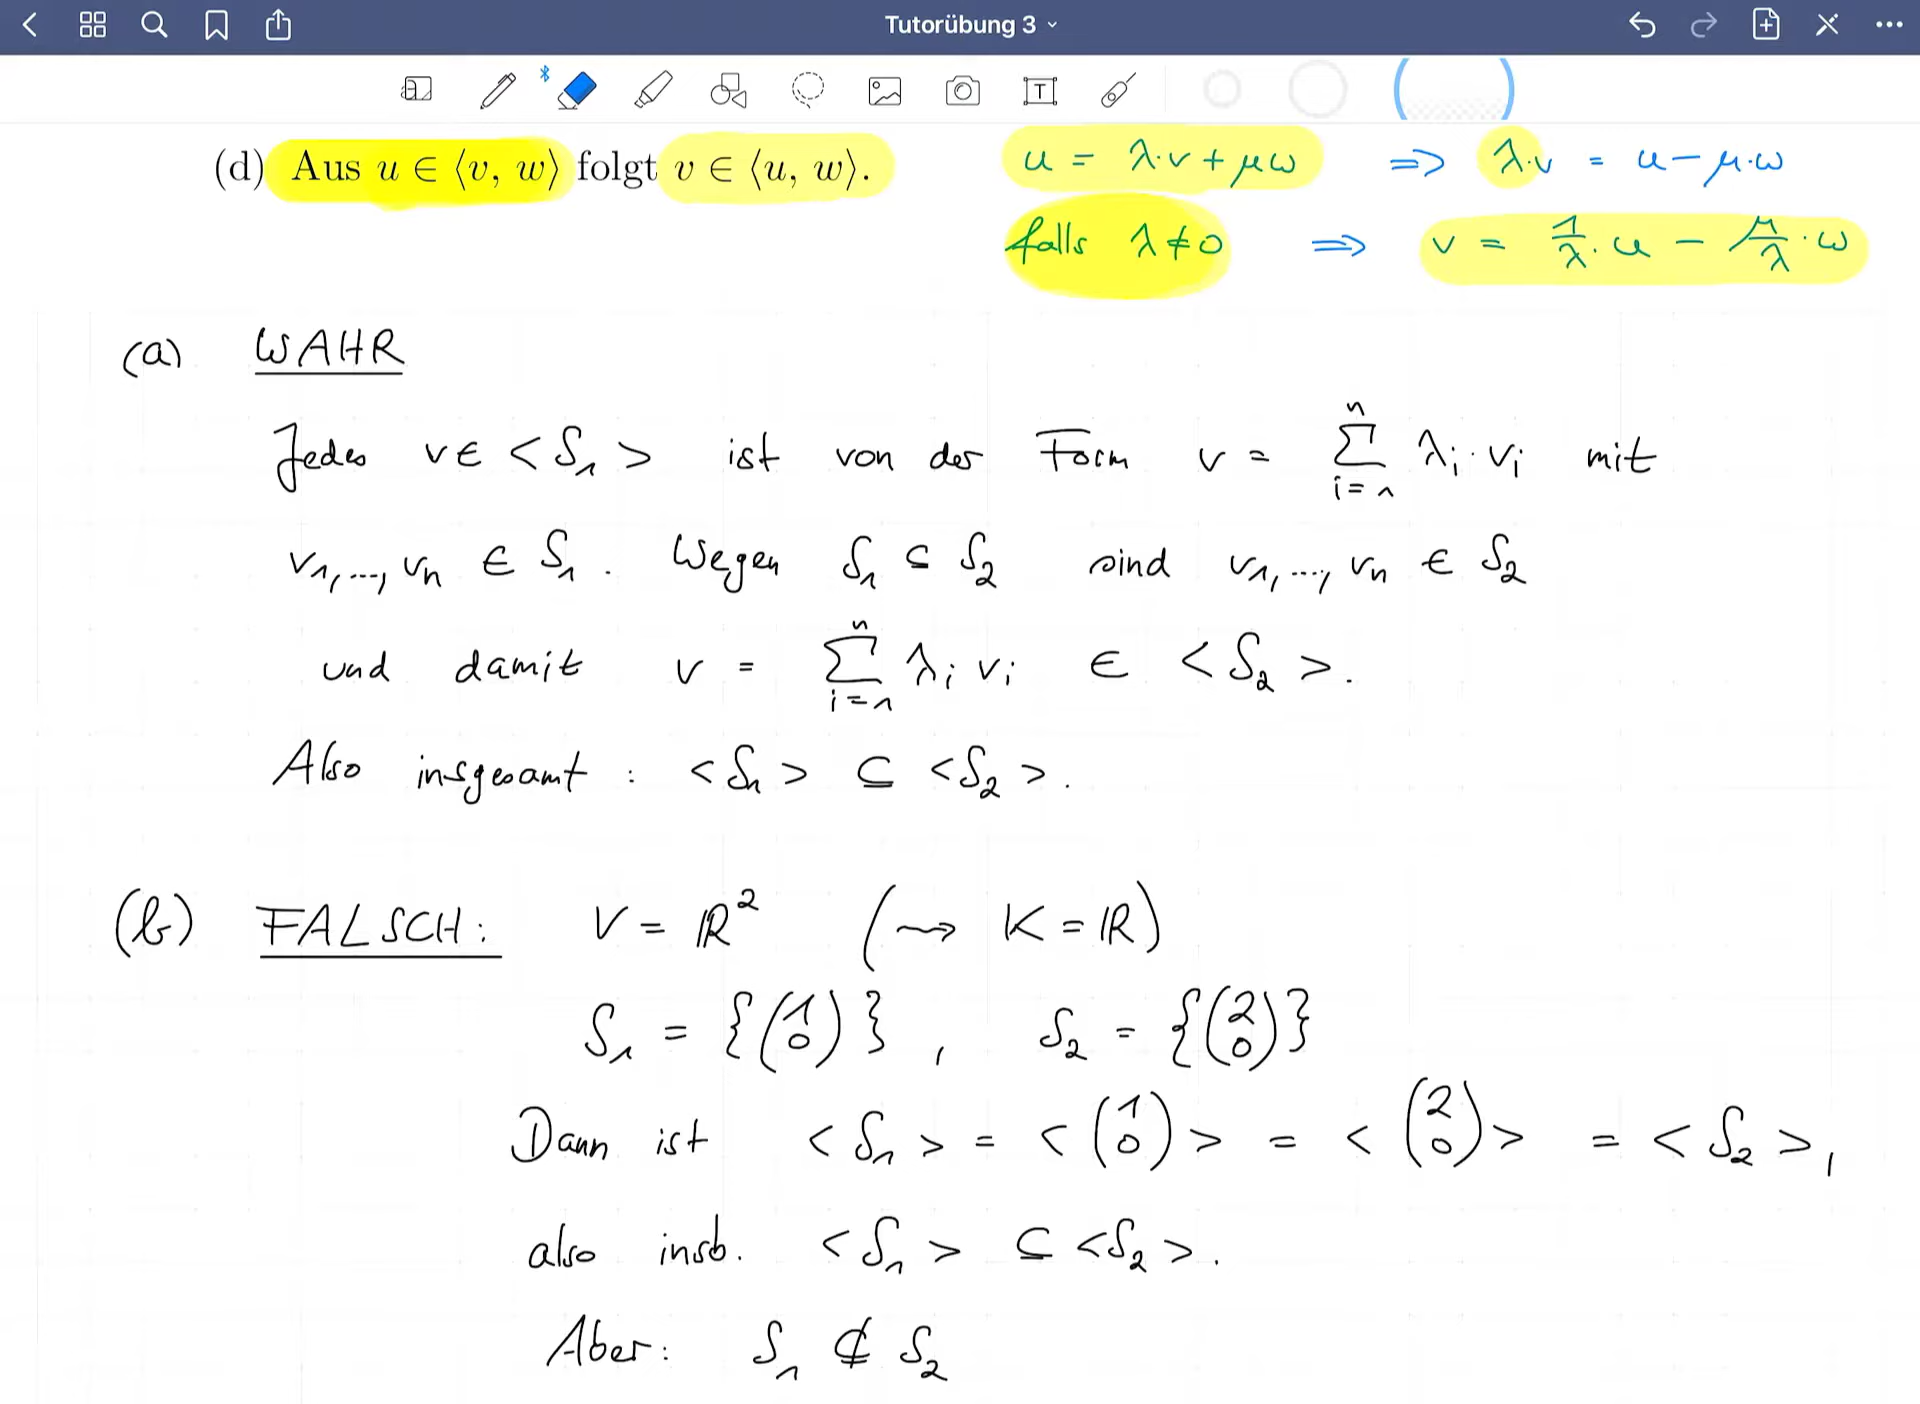 Tutorübung 3
(d) Aus u ∈ ⟨v, w⟩ folgt v ∈ ⟨u, w⟩. u = λ·v + μw ⇒ λ·v = u − μ·w
falls λ ≠ 0 ⇒ v = 1/λ · u − μ/λ · w
(a) WAHR
Jedes v ∈ <S₁> ist von der Form v = ∑_{i=1}^{n} λᵢ · vᵢ mit
v₁, ..., vₙ ∈ S₁. Wegen S₁ ⊆ S₂ sind v₁, ..., vₙ ∈ S₂
und damit v = ∑_{i=1}^{n} λᵢ vᵢ ∈ <S₂>.
Also insgesamt : <S₁> ⊆ <S₂>.
(b) FALSCH: V = ℝ² (⇝ K = ℝ)
S₁ = {(1 0)}, S₂ = {(2 0)}
Dann ist <S₁> = <(1 0)> = <(2 0)> = <S₂>,
also insb. <S₁> ⊆ <S₂>.
Aber: S₁ ⊈ S₂